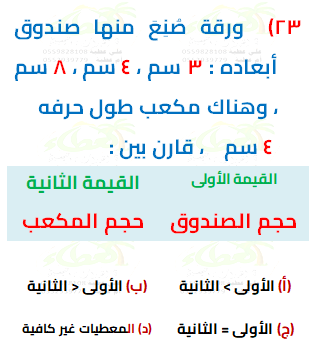 ٢٣) ورقة صُنِعَ منها صندوق
أبعاده : ٣ سم ، ٤ سم ، ٨ سم
، وهناك مكعب طول حرفه
٤ سم ، قارن بين :
القيمة الأولى القيمة الثانية
حجم الصندوق حجم المكعب
(أ) الأولى > الثانية (ب) الأولى < الثانية
(ج) الأولى = الثانية (د) المعطيات غير كافية